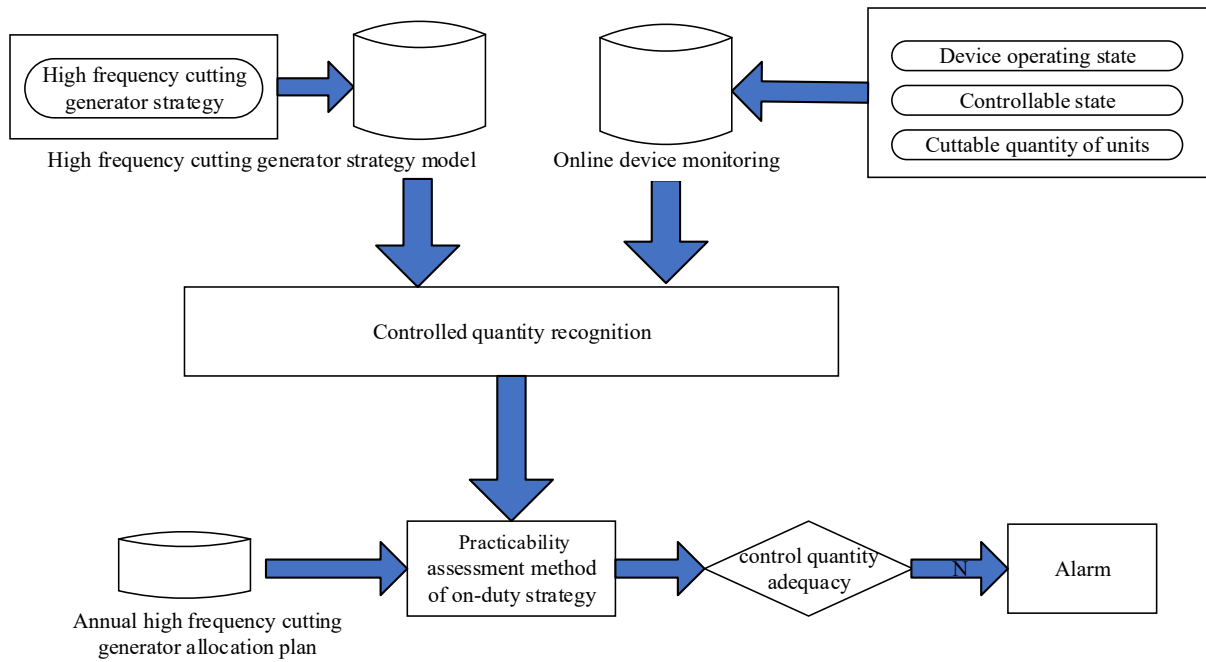 High frequency cutting
generator strategy
High frequency cutting generator strategy model
Online device monitoring
Device operating state
Controllable state
Cuttable quantity of units
Controlled quantity recognition
Annual high frequency cutting
generator allocation plan
Practicability
assessment method
of on-duty strategy
control quantity
adequacy
N
Alarm